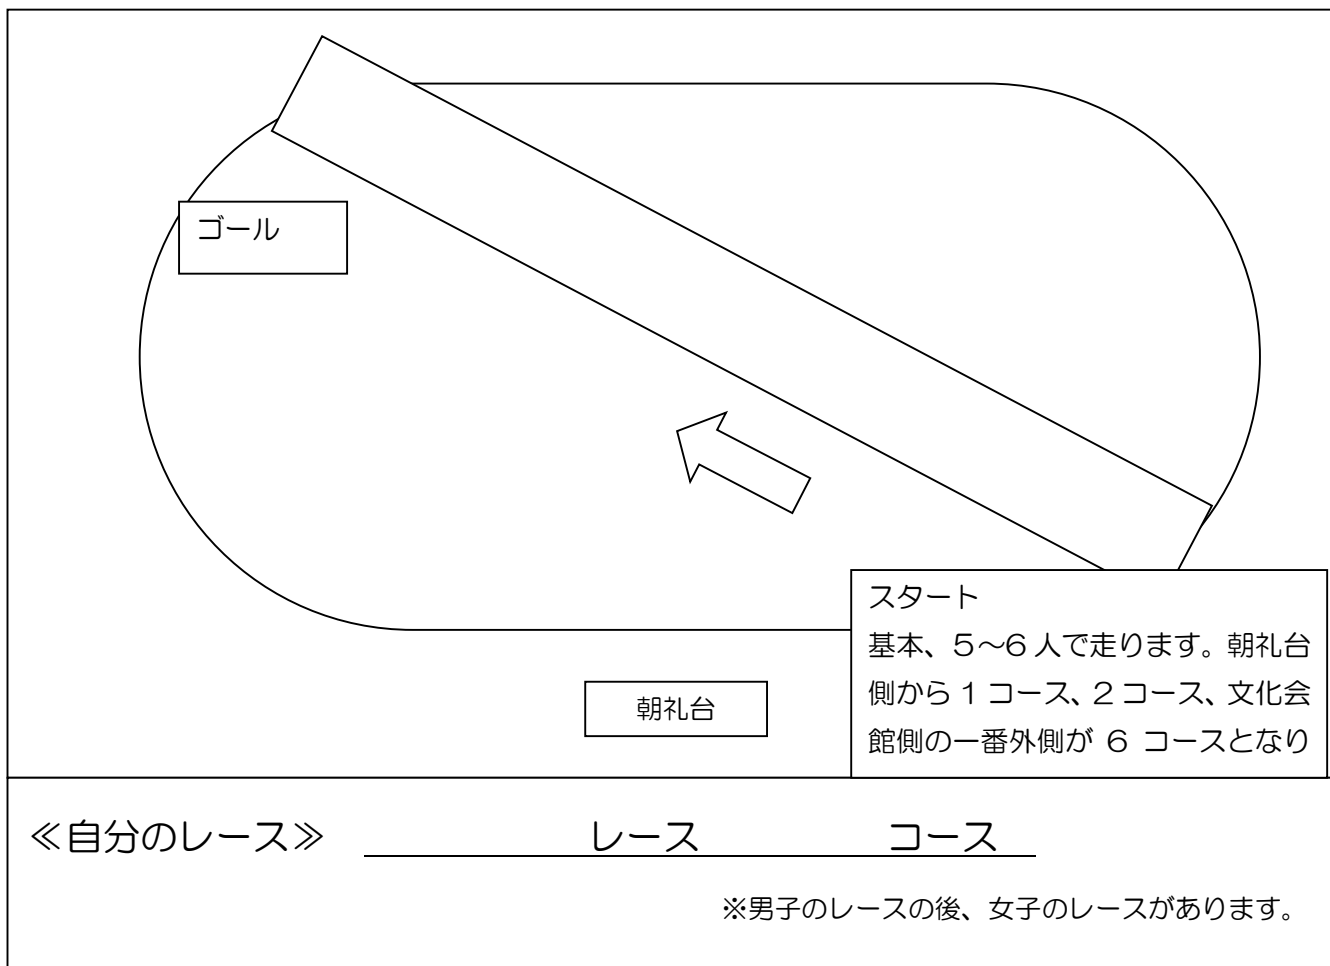 ゴール
スタート
基本、５～６人で走ります。朝礼台
側から１コース、２コース、文化会
館側の一番外側が ６ コースとなり
朝礼台
≪自分のレース≫　　　　　　　レース　　　　　コース
※男子のレースの後、女子のレースがあります。